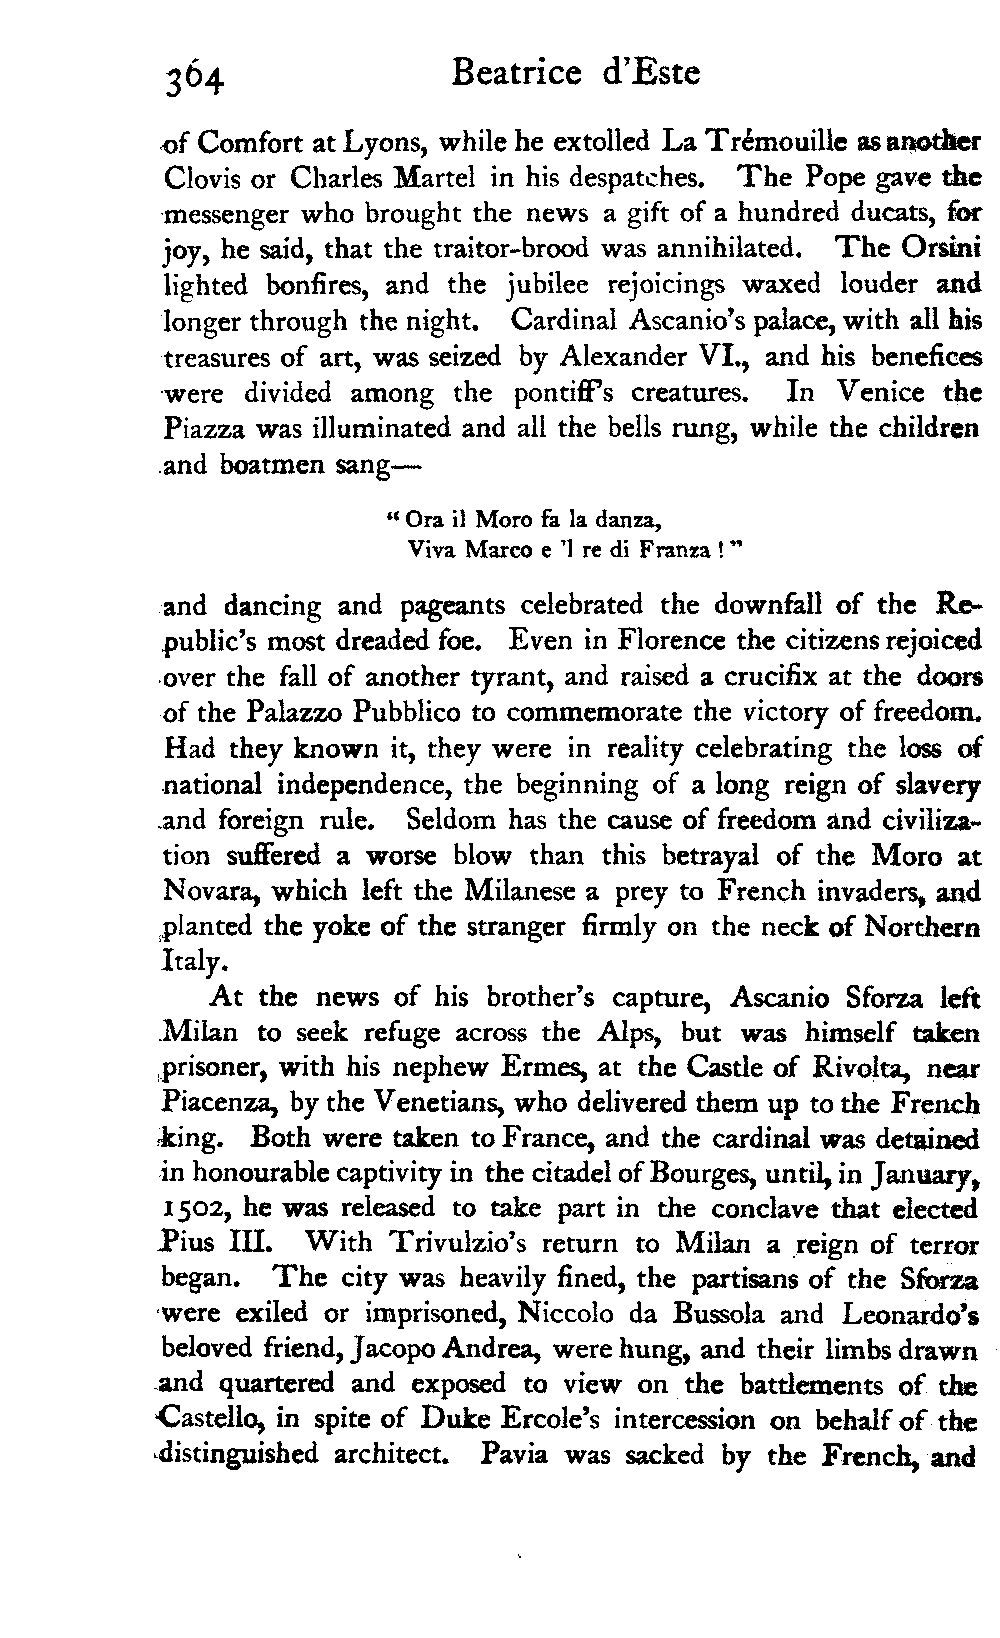 364 Beatrice d'Este
of Comfort at Lyons, while he extolled La Trémouille as another
Clovis or Charles Martel in his despatches. The Pope gave the
messenger who brought the news a gift of a hundred ducats, for
joy, he said, that the traitor-brood was annihilated. The Orsini
lighted bonfires, and the jubilee rejoicings waxed louder and
longer through the night. Cardinal Ascanio's palace, with all his
treasures of art, was seized by Alexander VI., and his benefices
were divided among the pontiff's creatures. In Venice the
Piazza was illuminated and all the bells rung, while the children
and boatmen sang—
"Ora il Moro fa la danza,
Viva Marco e 'l re di Franza!"
and dancing and pageants celebrated the downfall of the Re-
public's most dreaded foe. Even in Florence the citizens rejoiced
over the fall of another tyrant, and raised a crucifix at the doors
of the Palazzo Pubblico to commemorate the victory of freedom.
Had they known it, they were in reality celebrating the loss of
national independence, the beginning of a long reign of slavery
and foreign rule. Seldom has the cause of freedom and civiliza-
tion suffered a worse blow than this betrayal of the Moro at
Novara, which left the Milanese a prey to French invaders, and
planted the yoke of the stranger firmly on the neck of Northern
Italy.
At the news of his brother's capture, Ascanio Sforza left
Milan to seek refuge across the Alps, but was himself taken
prisoner, with his nephew Ermes, at the Castle of Rivolta, near
Piacenza, by the Venetians, who delivered them up to the French
king. Both were taken to France, and the cardinal was detained
in honourable captivity in the citadel of Bourges, until, in January,
1502, he was released to take part in the conclave that elected
Pius III. With Trivulzio's return to Milan a reign of terror
began. The city was heavily fined, the partisans of the Sforza
were exiled or imprisoned, Niccolo da Bussola and Leonardo's
beloved friend, Jacopo Andrea, were hung, and their limbs drawn
and quartered and exposed to view on the battlements of the
Castello, in spite of Duke Ercole's intercession on behalf of the
distinguished architect. Pavia was sacked by the French, and